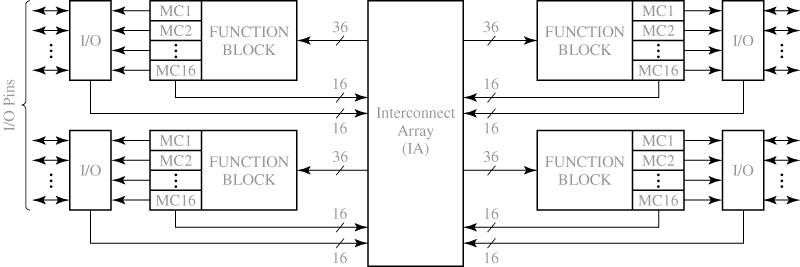 MC1
MC2
MC16
FUNCTION
BLOCK
I/O
36
16
16
I/O Pins
Interconnect
Array
(IA)
36
16
16
FUNCTION
BLOCK
MC1
MC2
MC16
I/O
MC1
MC2
MC16
FUNCTION
BLOCK
I/O
36
16
16
36
16
16
FUNCTION
BLOCK
MC1
MC2
MC16
I/O